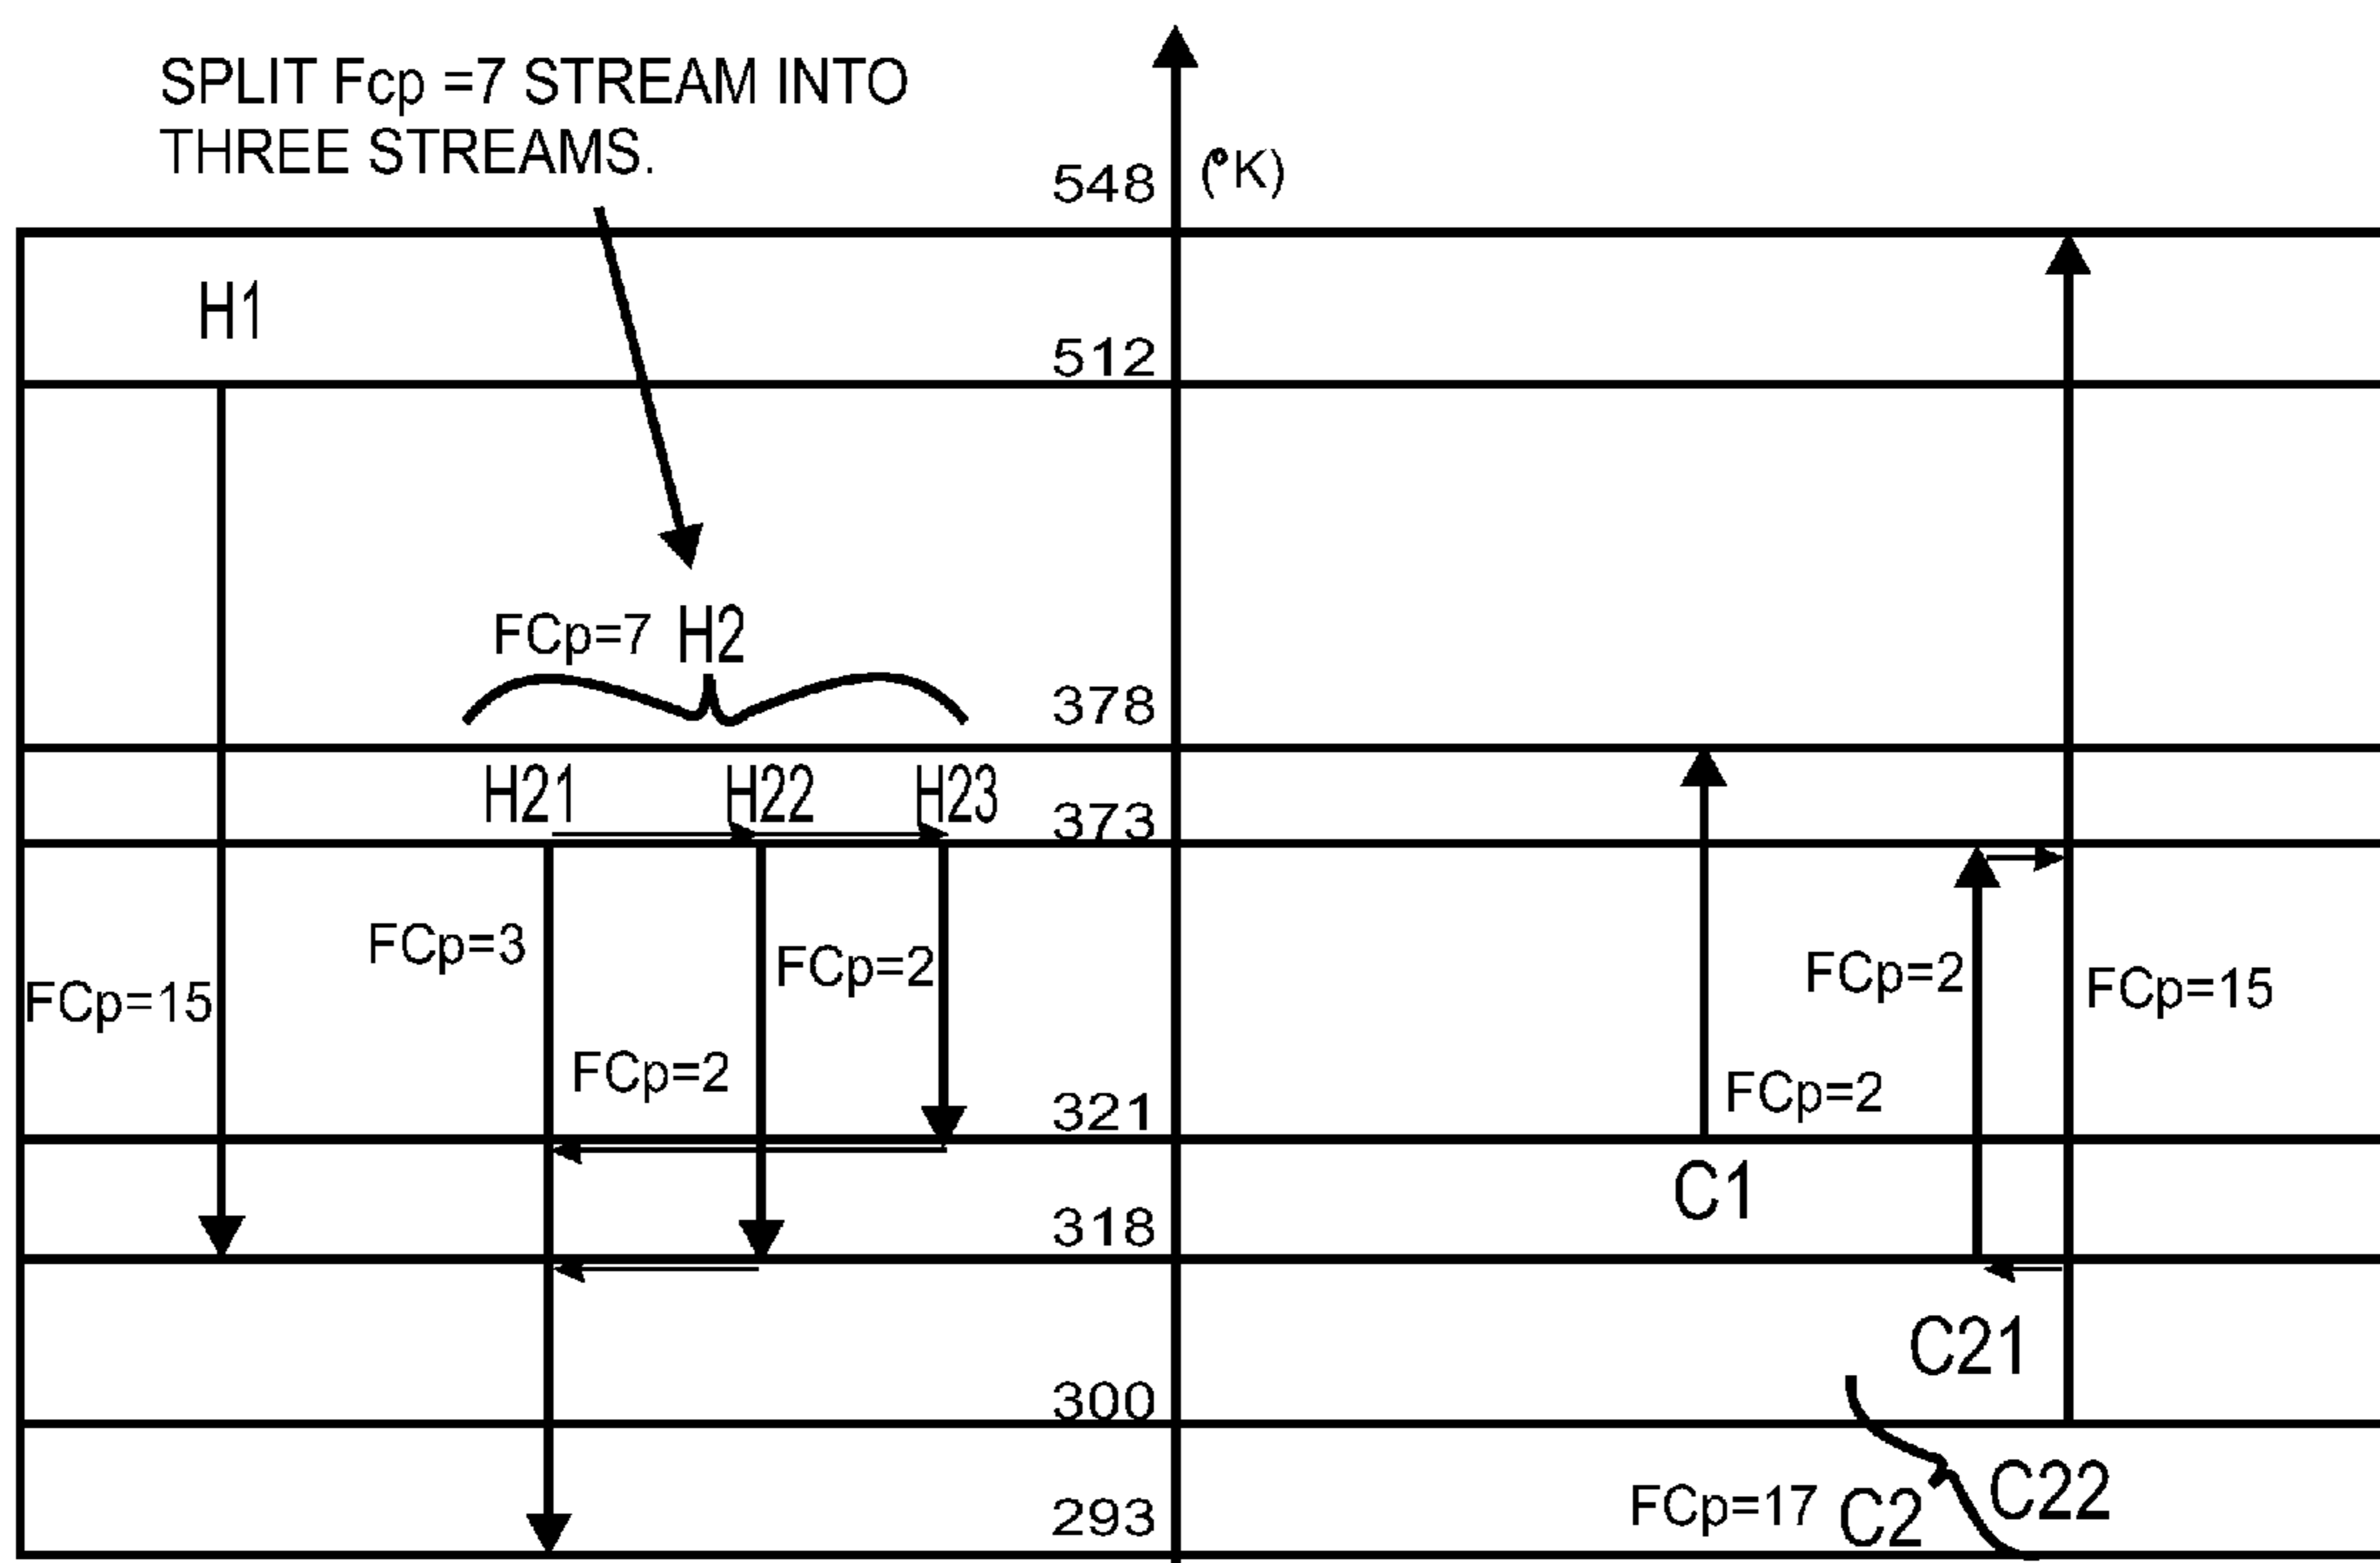 SPLIT Fcp =7 STREAM INTO
THREE STREAMS.
548 (°K)
H1
512
FCp=7 H2
378
H21 H22 H23
373
FCp=3
FCp=2
FCp=2
FCp=15
FCp=15
FCp=2
FCp=2
321
C1
318
C21
300
C22
293
FCp=17 C2